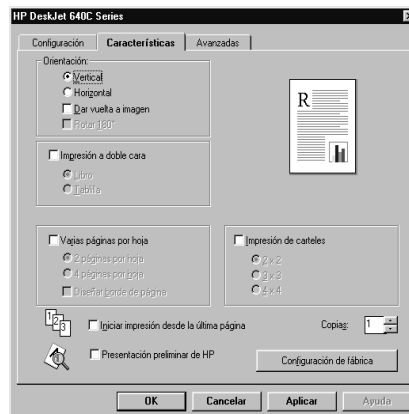 HP DeskJet 640C Series
Configuración Características Avanzadas
Orientación:
Vertical
Horizontal
Dar vuelta a imagen
Rotar 180°
R
Impresión a doble cara
Libro
Tablilla
Varias páginas por hoja
2 páginas por hoja
4 páginas por hoja
Diseñar borde de página
Impresión de carteles
2 x 2
3 x 3
4 x 4
1 2 3
Iniciar impresión desde la última página
Copias: 1
Presentación preliminar de HP
Configuración de fábrica
OK Cancelar Aplicar Ayuda